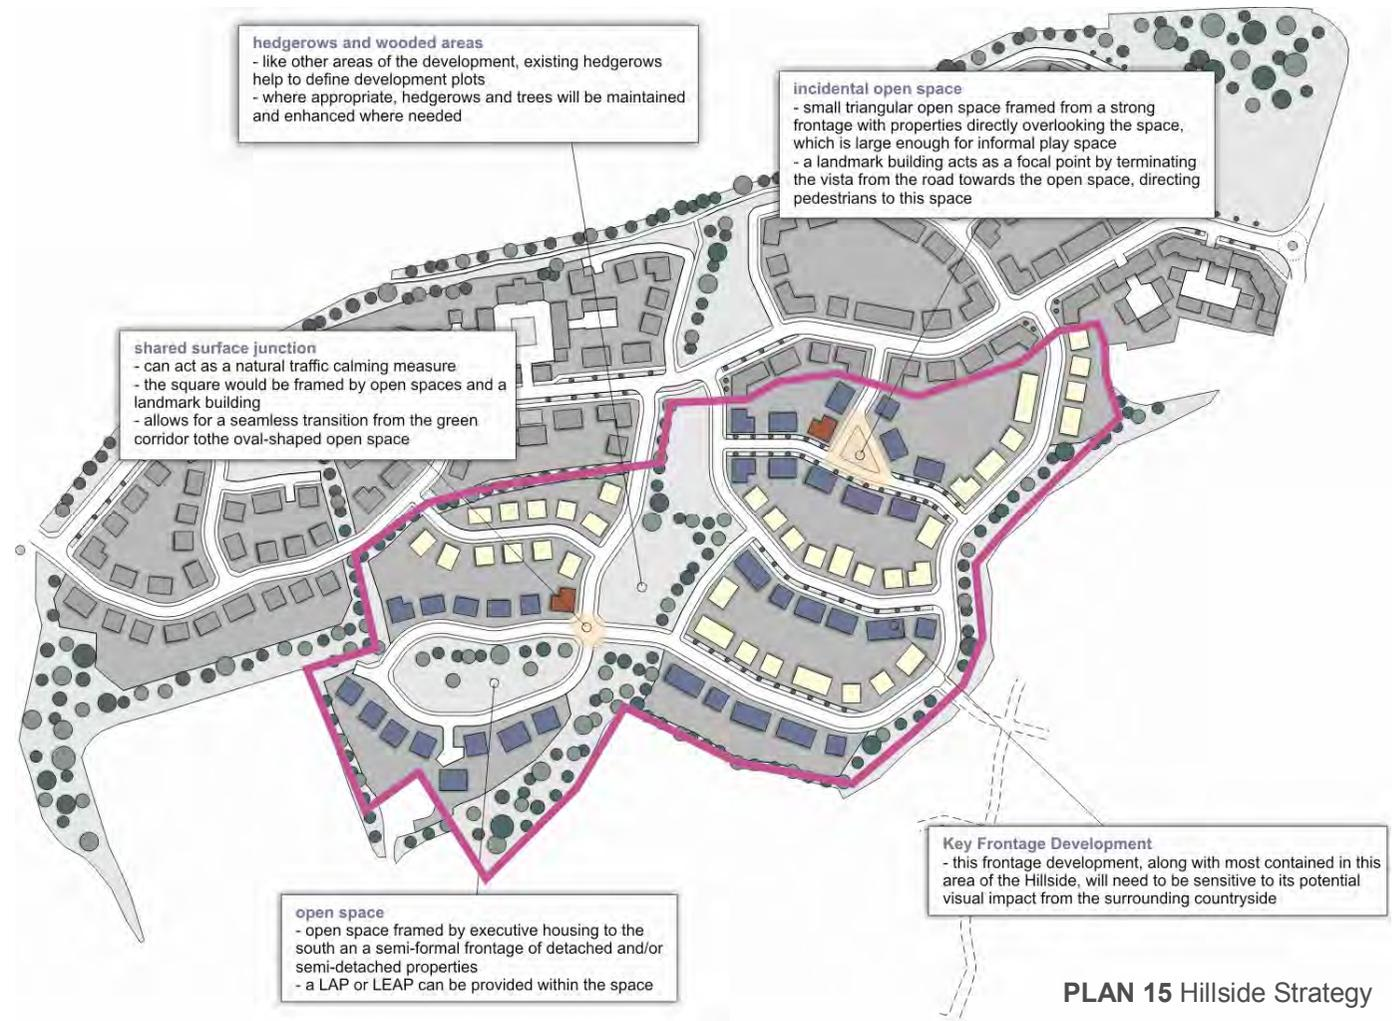 hedgerows and wooded areas
- like other areas of the development, existing hedgerows
help to define development plots
- where appropriate, hedgerows and trees will be maintained
and enhanced where needed
incidental open space
- small triangular open space framed from a strong
frontage with properties directly overlooking the space,
which is large enough for informal play space
- a landmark building acts as a focal point by terminating
the vista from the road towards the open space, directing
pedestrians to this space
shared surface junction
- can act as a natural traffic calming measure
- the square would be framed by open spaces and a
landmark building
- allows for a seamless transition from the green
corridor tothe oval-shaped open space
Key Frontage Development
- this frontage development, along with most contained in this
area of the Hillside, will need to be sensitive to its potential
visual impact from the surrounding countryside
open space
- open space framed by executive housing to the
south an a semi-formal frontage of detached and/or
semi-detached properties
- a LAP or LEAP can be provided within the space
PLAN 15 Hillside Strategy